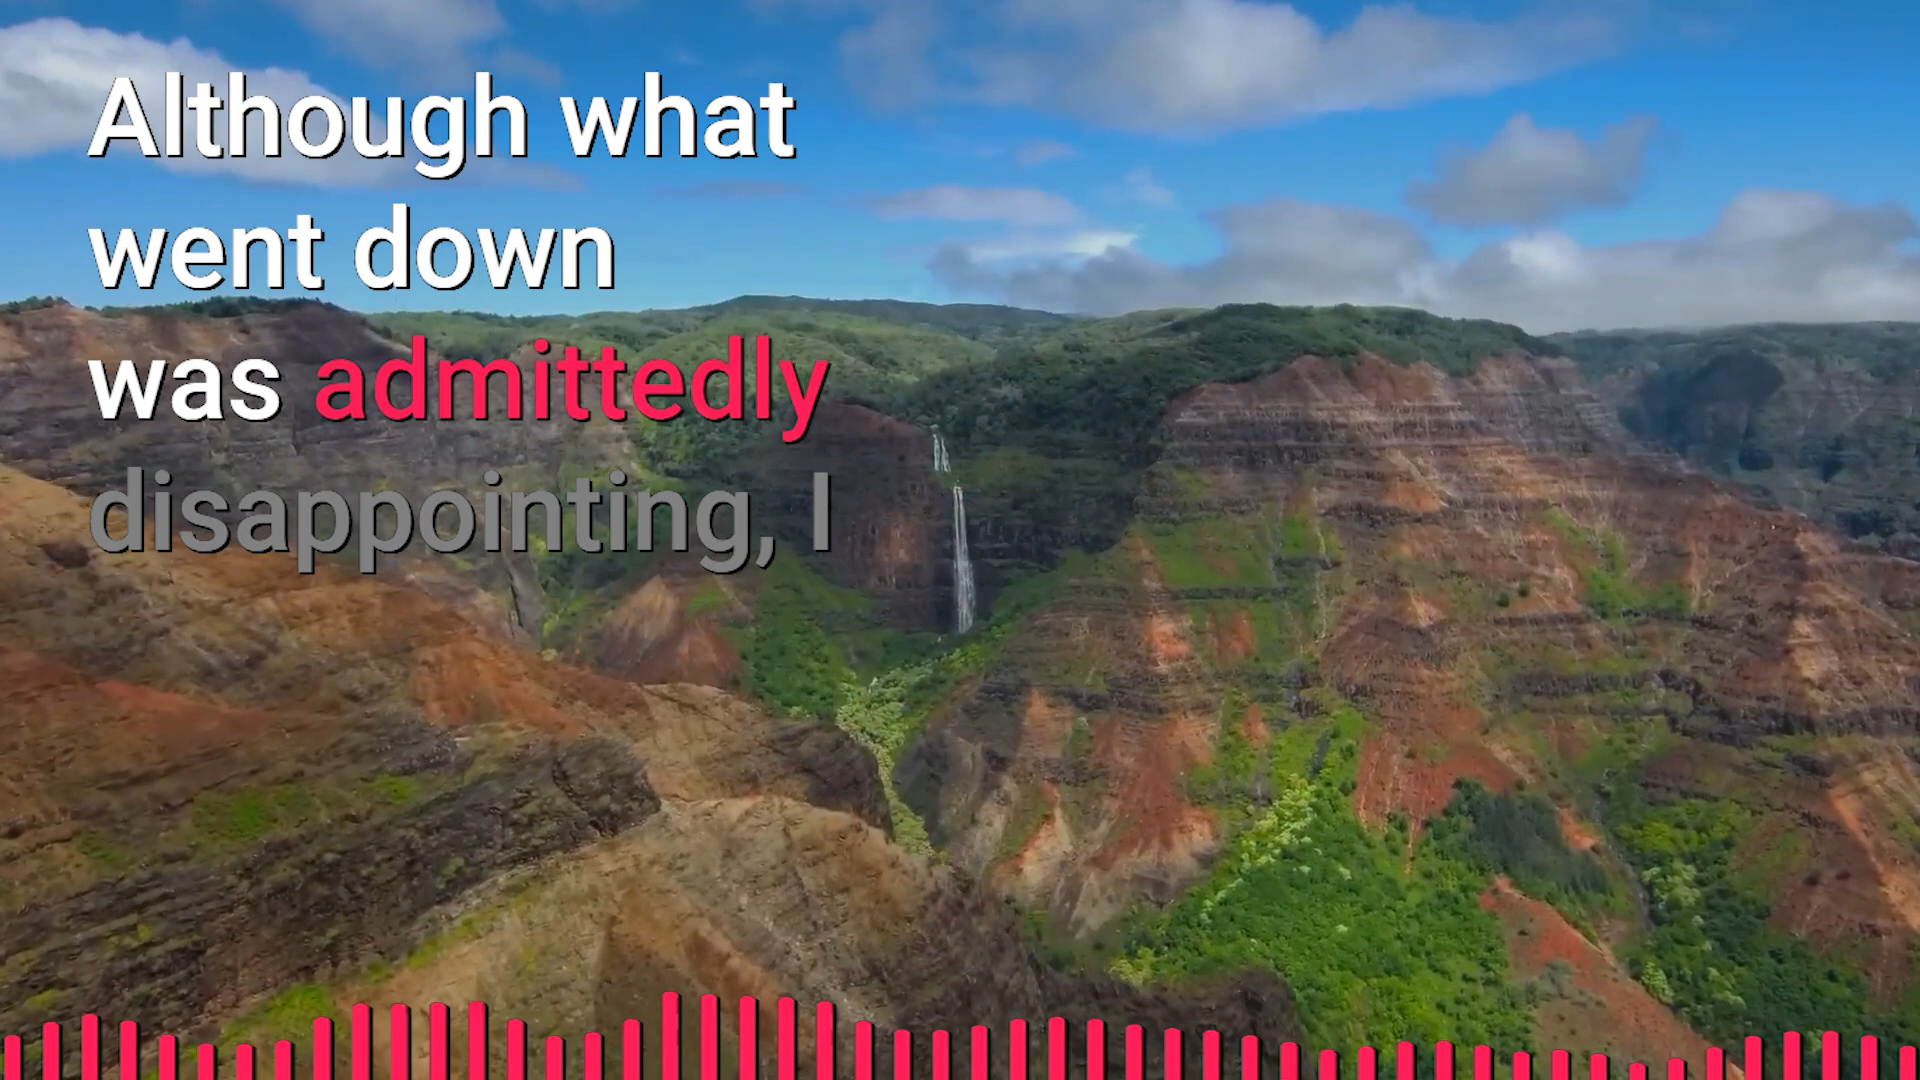 Although what
went down
was admittedly
disappointing, I